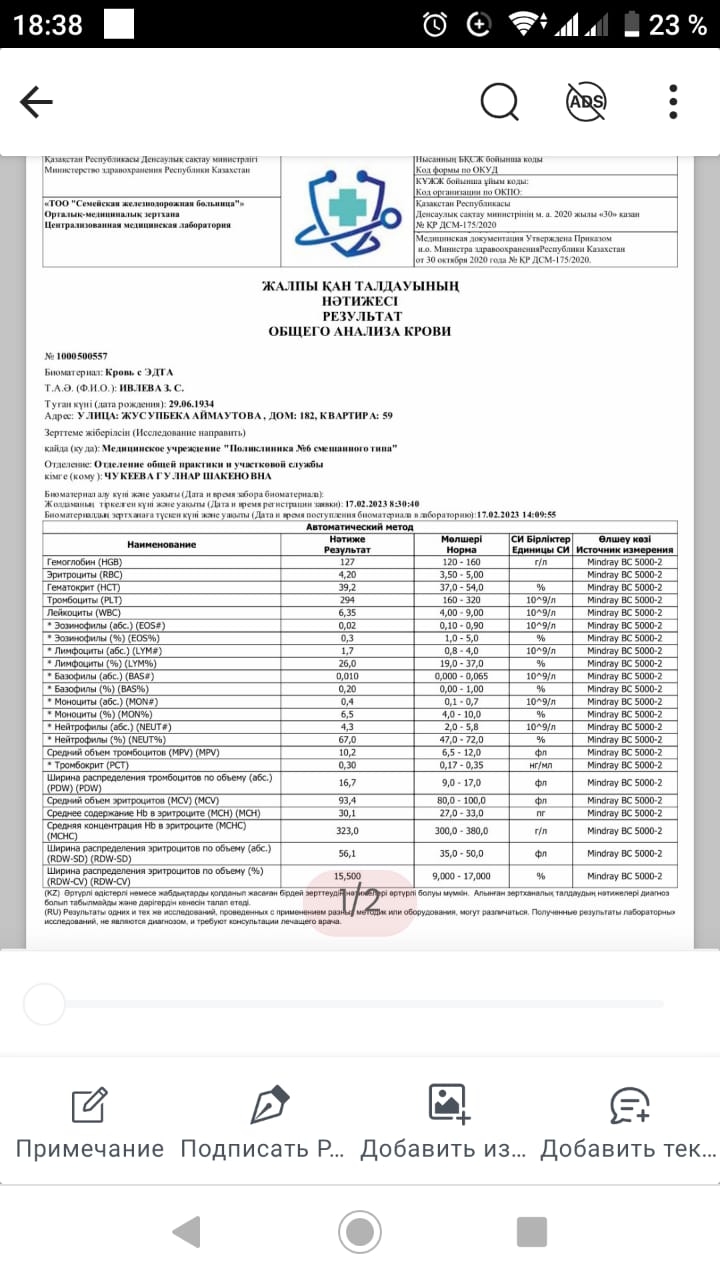 18:38
23 %
ADS
Қазақстан Республикасы Денсаулық сақтау министрлігі
Министерство здравоохранения Республики Казахстан
Нысанның БҚСЖ бойынша коды
Код формы по ОКУД
КҰЖЖ бойынша ұйым коды:
Код организации по ОКПО:
«ТОО "Семейская железнодорожная больница"»
Орталық-медициналық зертхана
Централизованная медицинская лаборатория
Қазақстан Республикасы
Денсаулық сақтау министрінің м. а. 2020 жылы «30» қазан
№ ҚР ДСМ-175/2020
Медицинская документация Утверждена Приказом
и.о. Министра здравоохраненияРеспублики Казахстан
от 30 октября 2020 года № ҚР ДСМ-175/2020.
ЖАЛПЫ ҚАН ТАЛДАУЫНЫҢ
НӘТИЖЕСІ
РЕЗУЛЬТАТ
ОБЩЕГО АНАЛИЗА КРОВИ
№ 1000500557
Биоматериал: Кровь с ЭДТА
Т.А.Ә. (Ф.И.О.): ИВЛЕВА З. С.
Туған күні (дата рождения): 29.06.1934
Адрес: УЛИЦА: ЖУСУПБЕКА АЙМАУТОВА, ДОМ: 182, КВАРТИРА: 59
Зерттеме жіберілсін (Исследование направить)
қайда (куда): Медицинское учреждение "Поликлиника №6 смешанного типа"
Отделение: Отделение общей практики и участковой службы
кімге (кому): ЧУКЕЕВА ГУЛНАР ШАКЕНОВНА
Биоматериал алу күні және уақыты (Дата и время забора биоматериала):
Жолдаманың тіркелген күні және уақыты (Дата и время регистрации заявки): 17.02.2023 8:30:40
Биоматериалдың зертханаға түскен күні және уақыты (Дата и время поступления биоматериала в лабораторию):17.02.2023 14:09:55
Автоматический метод
Наименование Нәтиже Результат Мөлшері Норма СИ Бірліктер Единицы СИ Өлшеу көзі Источник измерения
Гемоглобин (HGB) 127 120 - 160 г/л Mindray BC 5000-2
Эритроциты (RBC) 4,20 3,50 - 5,00 Mindray BC 5000-2
Гематокрит (HCT) 39,2 37,0 - 54,0 % Mindray BC 5000-2
Тромбоциты (PLT) 294 160 - 320 10^9/л Mindray BC 5000-2
Лейкоциты (WBC) 6,35 4,00 - 9,00 10^9/л Mindray BC 5000-2
* Эозинофилы (абс.) (EOS#) 0,02 0,10 - 0,90 10^9/л Mindray BC 5000-2
* Эозинофилы (%) (EOS%) 0,3 1,0 - 5,0 % Mindray BC 5000-2
* Лимфоциты (абс.) (LYM#) 1,7 0,8 - 4,0 10^9/л Mindray BC 5000-2
* Лимфоциты (%) (LYM%) 26,0 19,0 - 37,0 % Mindray BC 5000-2
* Базофилы (абс.) (BAS#) 0,010 0,000 - 0,065 10^9/л Mindray BC 5000-2
* Базофилы (%) (BAS%) 0,20 0,00 - 1,00 % Mindray BC 5000-2
* Моноциты (абс.) (MON#) 0,4 0,1 - 0,7 10^9/л Mindray BC 5000-2
* Моноциты (%) (MON%) 6,5 4,0 - 10,0 % Mindray BC 5000-2
* Нейтрофилы (абс.) (NEUT#) 4,3 2,0 - 5,8 10^9/л Mindray BC 5000-2
* Нейтрофилы (%) (NEUT%) 67,0 47,0 - 72,0 % Mindray BC 5000-2
Средний объем тромбоцитов (MPV) (MPV) 10,2 6,5 - 12,0 фл Mindray BC 5000-2
* Тромбокрит (PCT) 0,30 0,17 - 0,35 нг/мл Mindray BC 5000-2
Ширина распределения тромбоцитов по объему (абс.) (PDW) (PDW) 16,7 9,0 - 17,0 фл Mindray BC 5000-2
Средний объем эритроцитов (MCV) (MCV) 93,4 80,0 - 100,0 фл Mindray BC 5000-2
Среднее содержание Hb в эритроците (MCH) (MCH) 30,1 27,0 - 33,0 пг Mindray BC 5000-2
Средняя концентрация Hb в эритроците (MCHC) (MCHC) 323,0 300,0 - 380,0 г/л Mindray BC 5000-2
Ширина распределения эритроцитов по объему (абс.) (RDW-SD) (RDW-SD) 56,1 35,0 - 50,0 фл Mindray BC 5000-2
Ширина распределения эритроцитов по объему (%) (RDW-CV) (RDW-CV) 15,500 9,000 - 17,000 % Mindray BC 5000-2
(KZ) Әртүрлі әдістерлі немесе жабдықтарды қолданып жасаған бірдей зерттеудің нәтижелері әртүрлі болуы мүмкін. Алынған зертханалық талдаудың нәтижелері диагноз
болып табылмайды және дәрігердің кеңесін талап етеді.
(RU) Результаты одних и тех же исследований, проведенных с применением разных методик или оборудования, могут различаться. Полученные результаты лабораторных
исследований, не являются диагнозом, и требуют консультации лечащего врача.
1/2
Примечание
Подписать Р...
Добавить из...
Добавить тек...